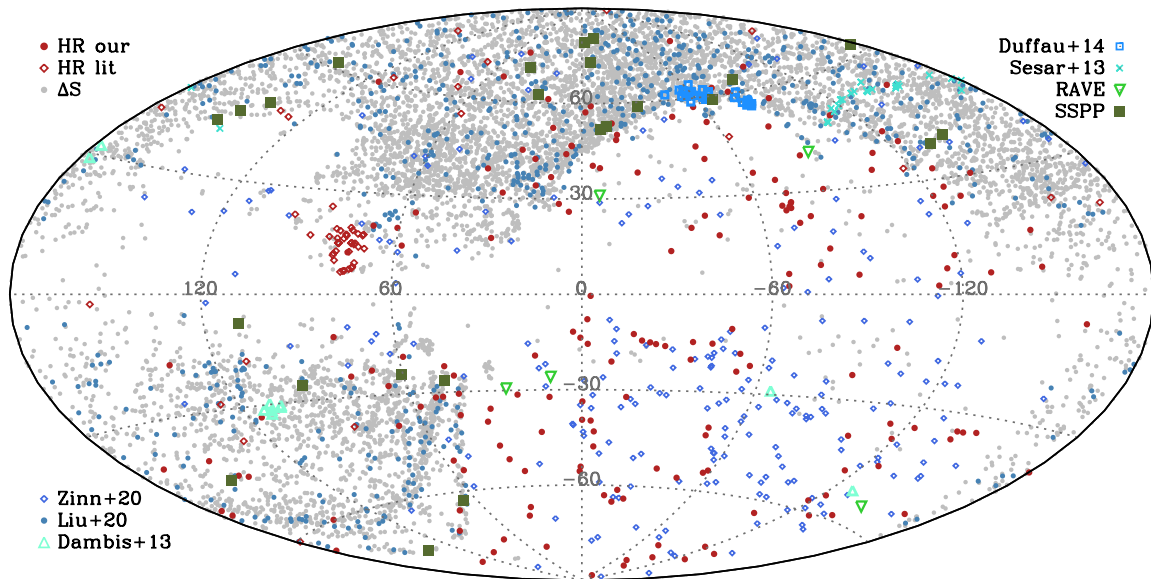 HR our
HR lit
ΔS
Duffau+14
Sesar+13
RAVE
SSPP
60
30
120 60 0 −60 −120
−30
−60
Zinn+20
Liu+20
Dambis+13